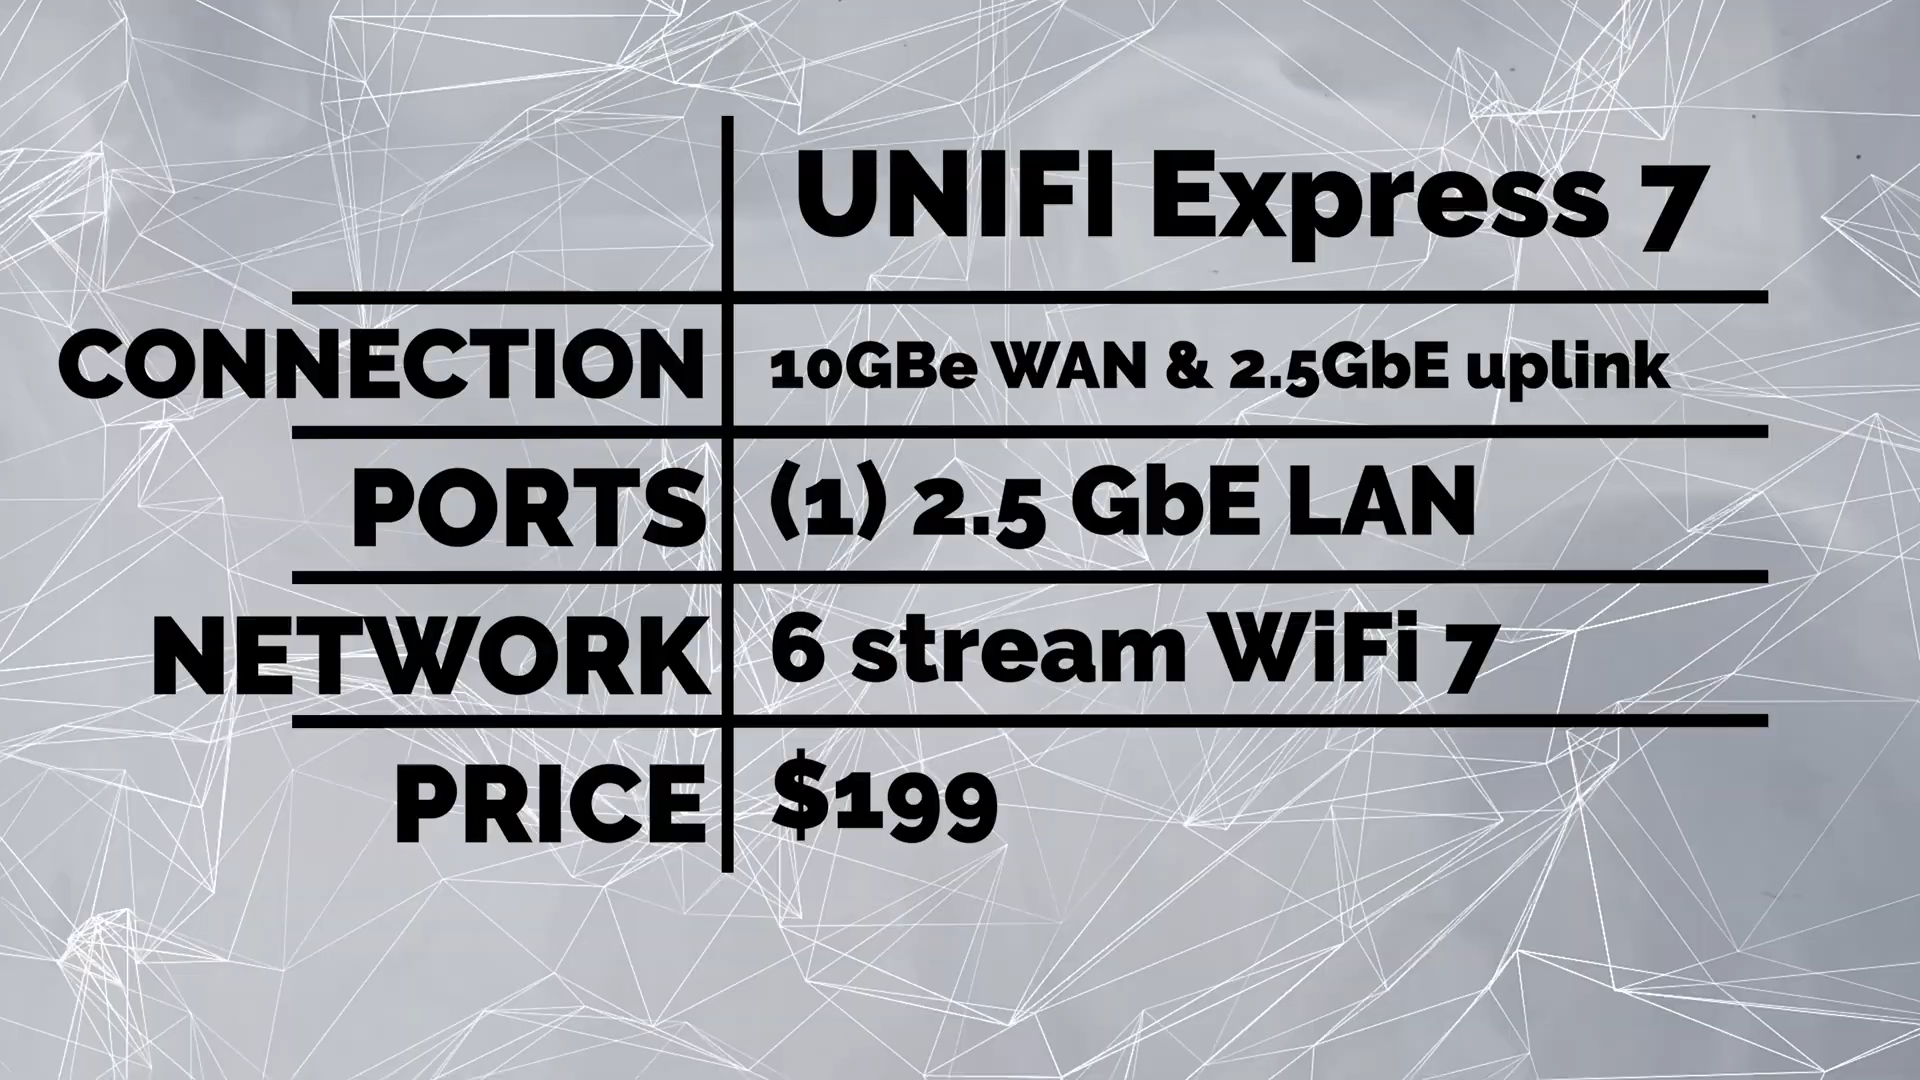 UNIFI Express 7
CONNECTION 10GBe WAN & 2.5GbE uplink
PORTS (1) 2.5 GbE LAN
NETWORK 6 stream WiFi 7
PRICE $199